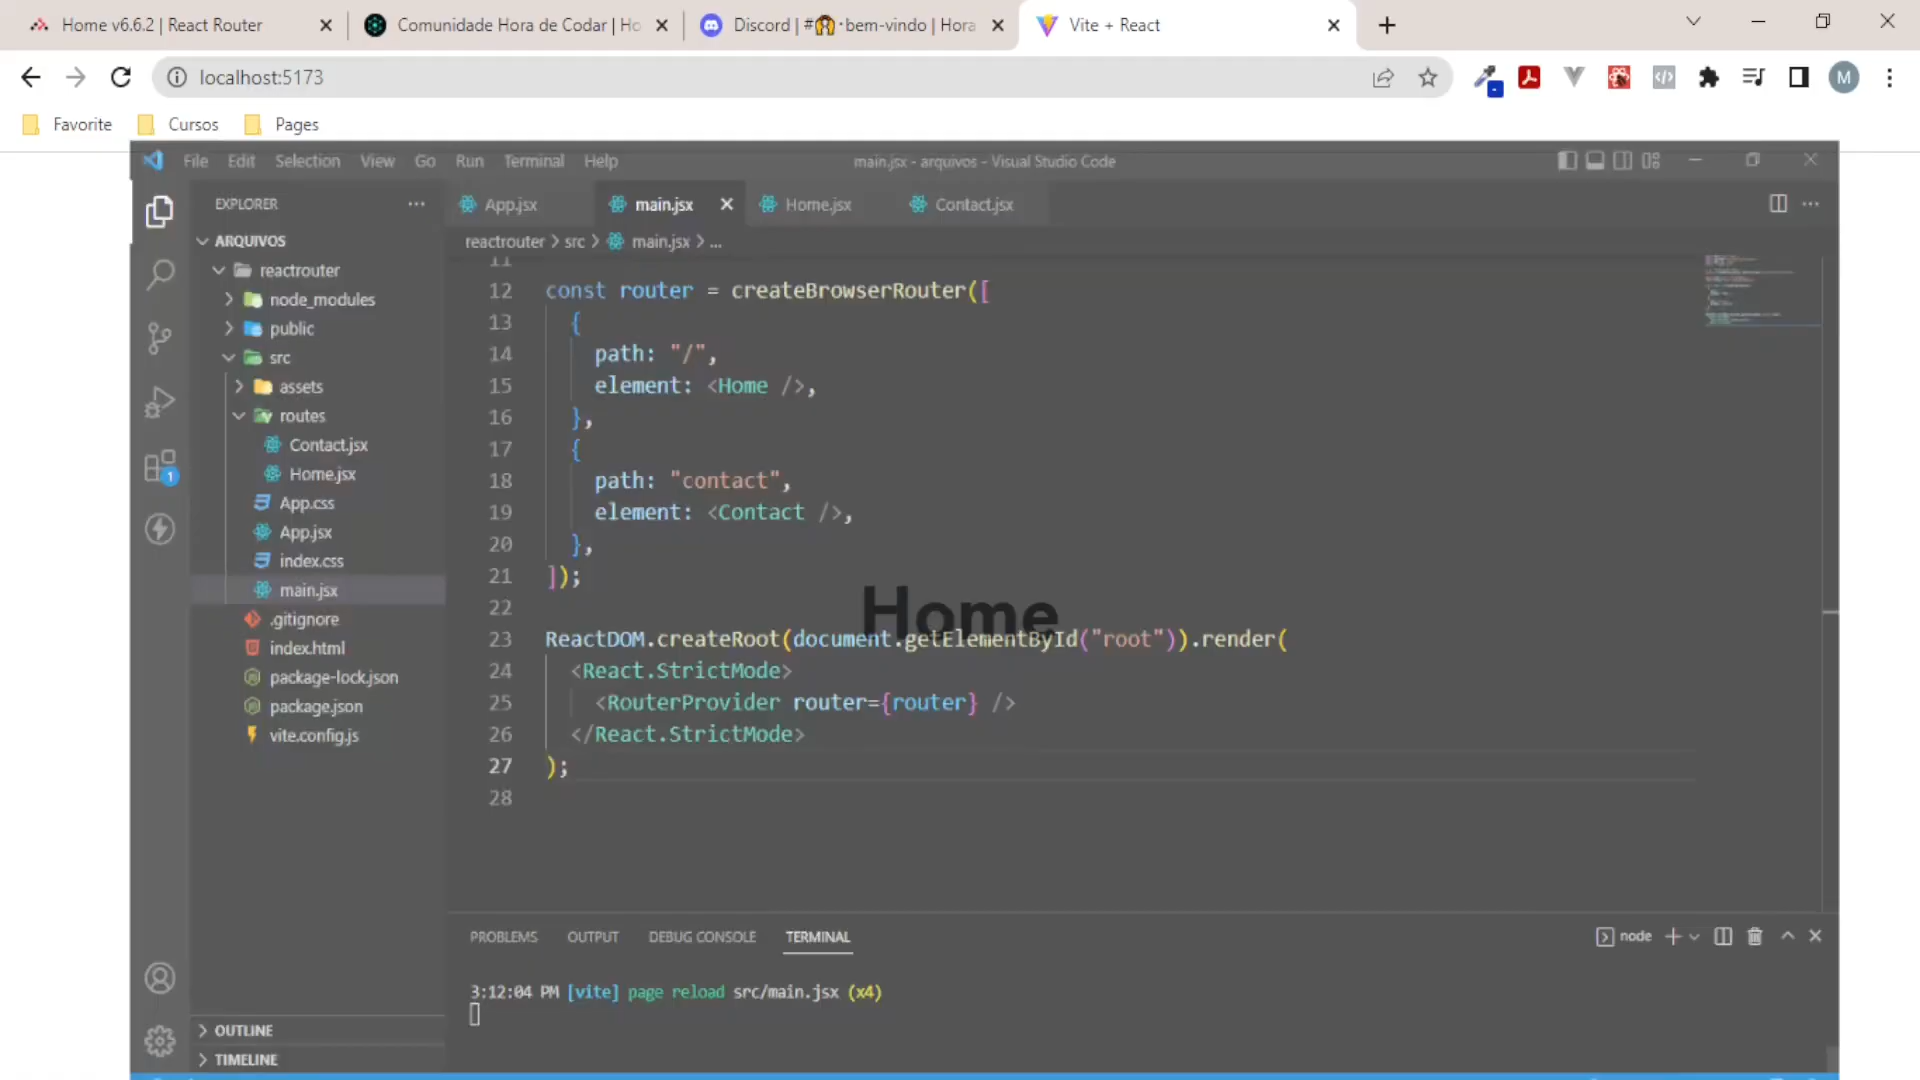 Home v6.6.2 | React Router
Comunidade Hora de Codar | Ho
Discord | #🙋·bem-vindo | Hora
Vite + React
localhost:5173
M
Favorite
Cursos
Pages
File Edit Selection View Go Run Terminal Help
main.jsx - arquivos - Visual Studio Code
EXPLORER
ARQUIVOS
reactrouter
node_modules
public
src
assets
routes
Contact.jsx
Home.jsx
App.css
App.jsx
index.css
main.jsx
.gitignore
index.html
package-lock.json
package.json
vite.config.js
OUTLINE
TIMELINE
1
App.jsx
main.jsx
Home.jsx
Contact.jsx
reactrouter > src > main.jsx > ...
11
12 const router = createBrowserRouter([
13 {
14 path: "/",
15 element: <Home />,
16 },
17 {
18 path: "contact",
19 element: <Contact />,
20 },
21 ]);
22
Home
23 ReactDOM.createRoot(document.getElementById("root")).render(
24 <React.StrictMode>
25 <RouterProvider router={router} />
26 </React.StrictMode>
27 );
28
PROBLEMS OUTPUT DEBUG CONSOLE TERMINAL
node
3:12:04 PM [vite] page reload src/main.jsx (x4)